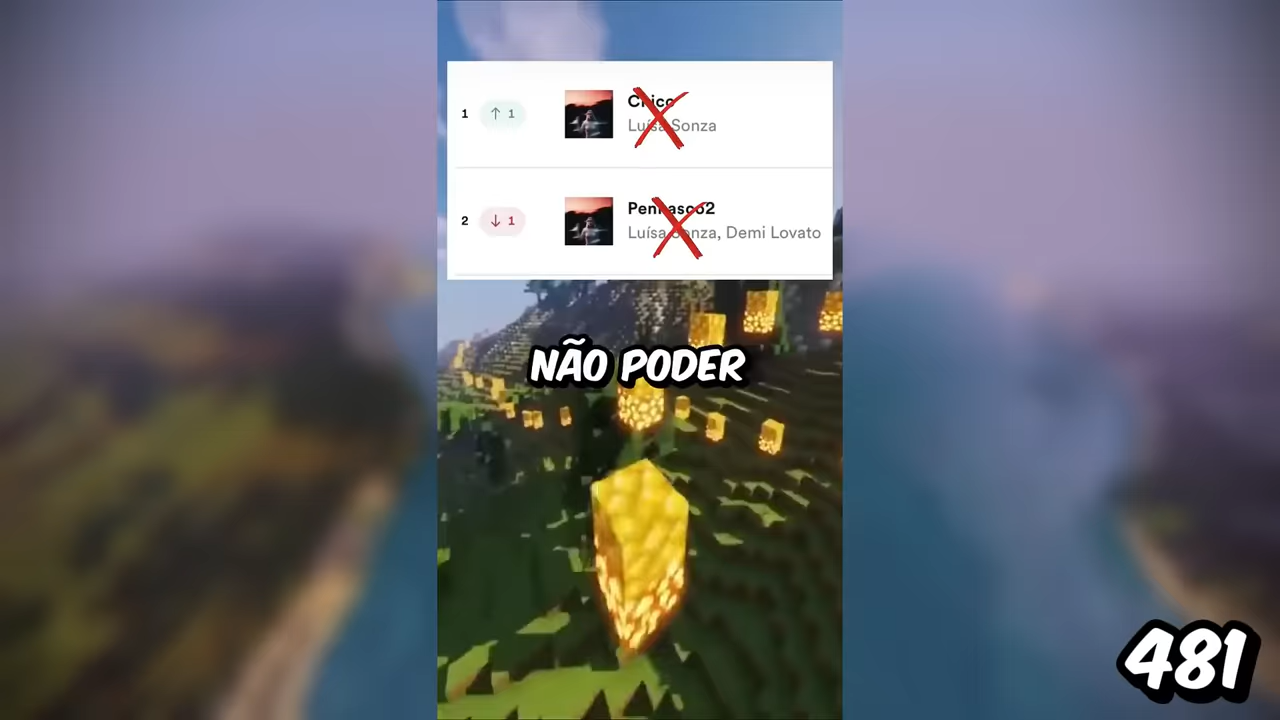 1 ↑ 1 Chico
Luísa Sonza
2 ↓ 1 Penhasco2
Luísa Sonza, Demi Lovato
NÃO PODER
481